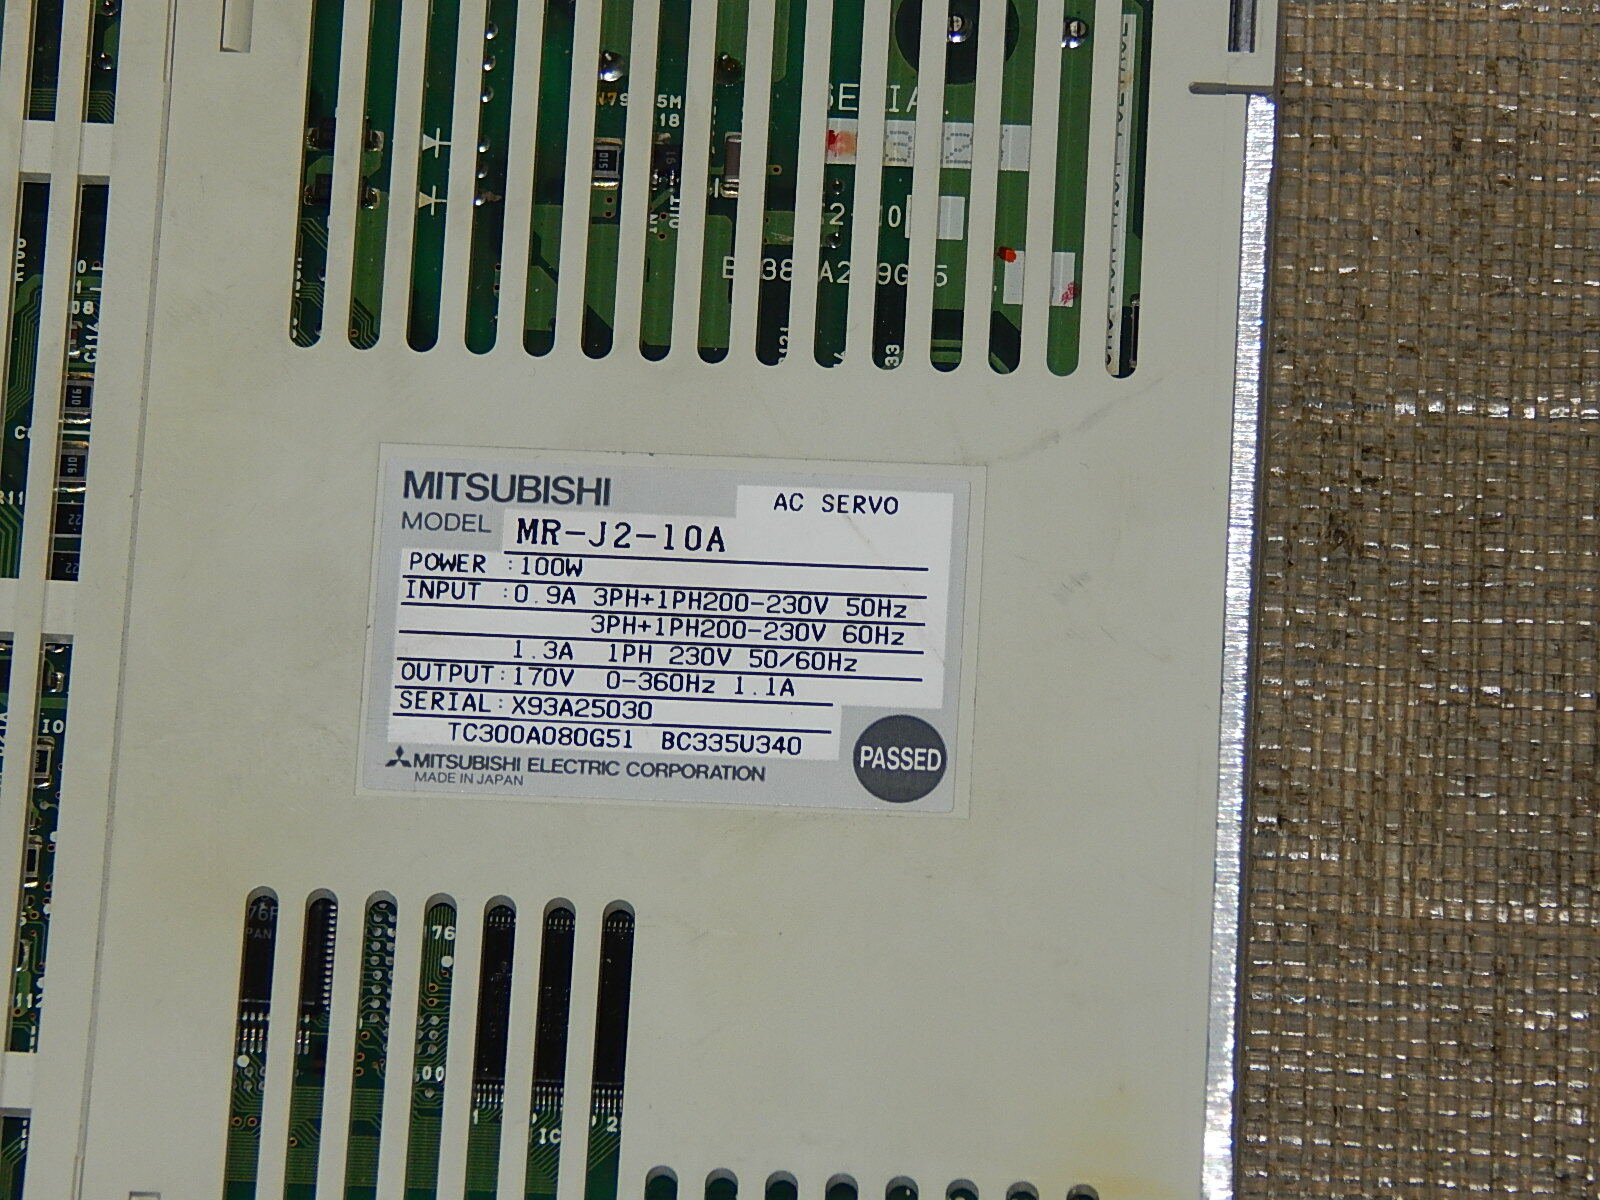 MITSUBISHI
AC SERVO
MODEL MR-J2-10A
POWER :100W
INPUT :0.9A 3PH+1PH200-230V 50Hz
3PH+1PH200-230V 60Hz
1.3A 1PH 230V 50/60Hz
OUTPUT:170V 0-360Hz 1.1A
SERIAL:X93A25030
TC300A080G51 BC335U340
PASSED
MITSUBISHI ELECTRIC CORPORATION
MADE IN JAPAN
76
IC